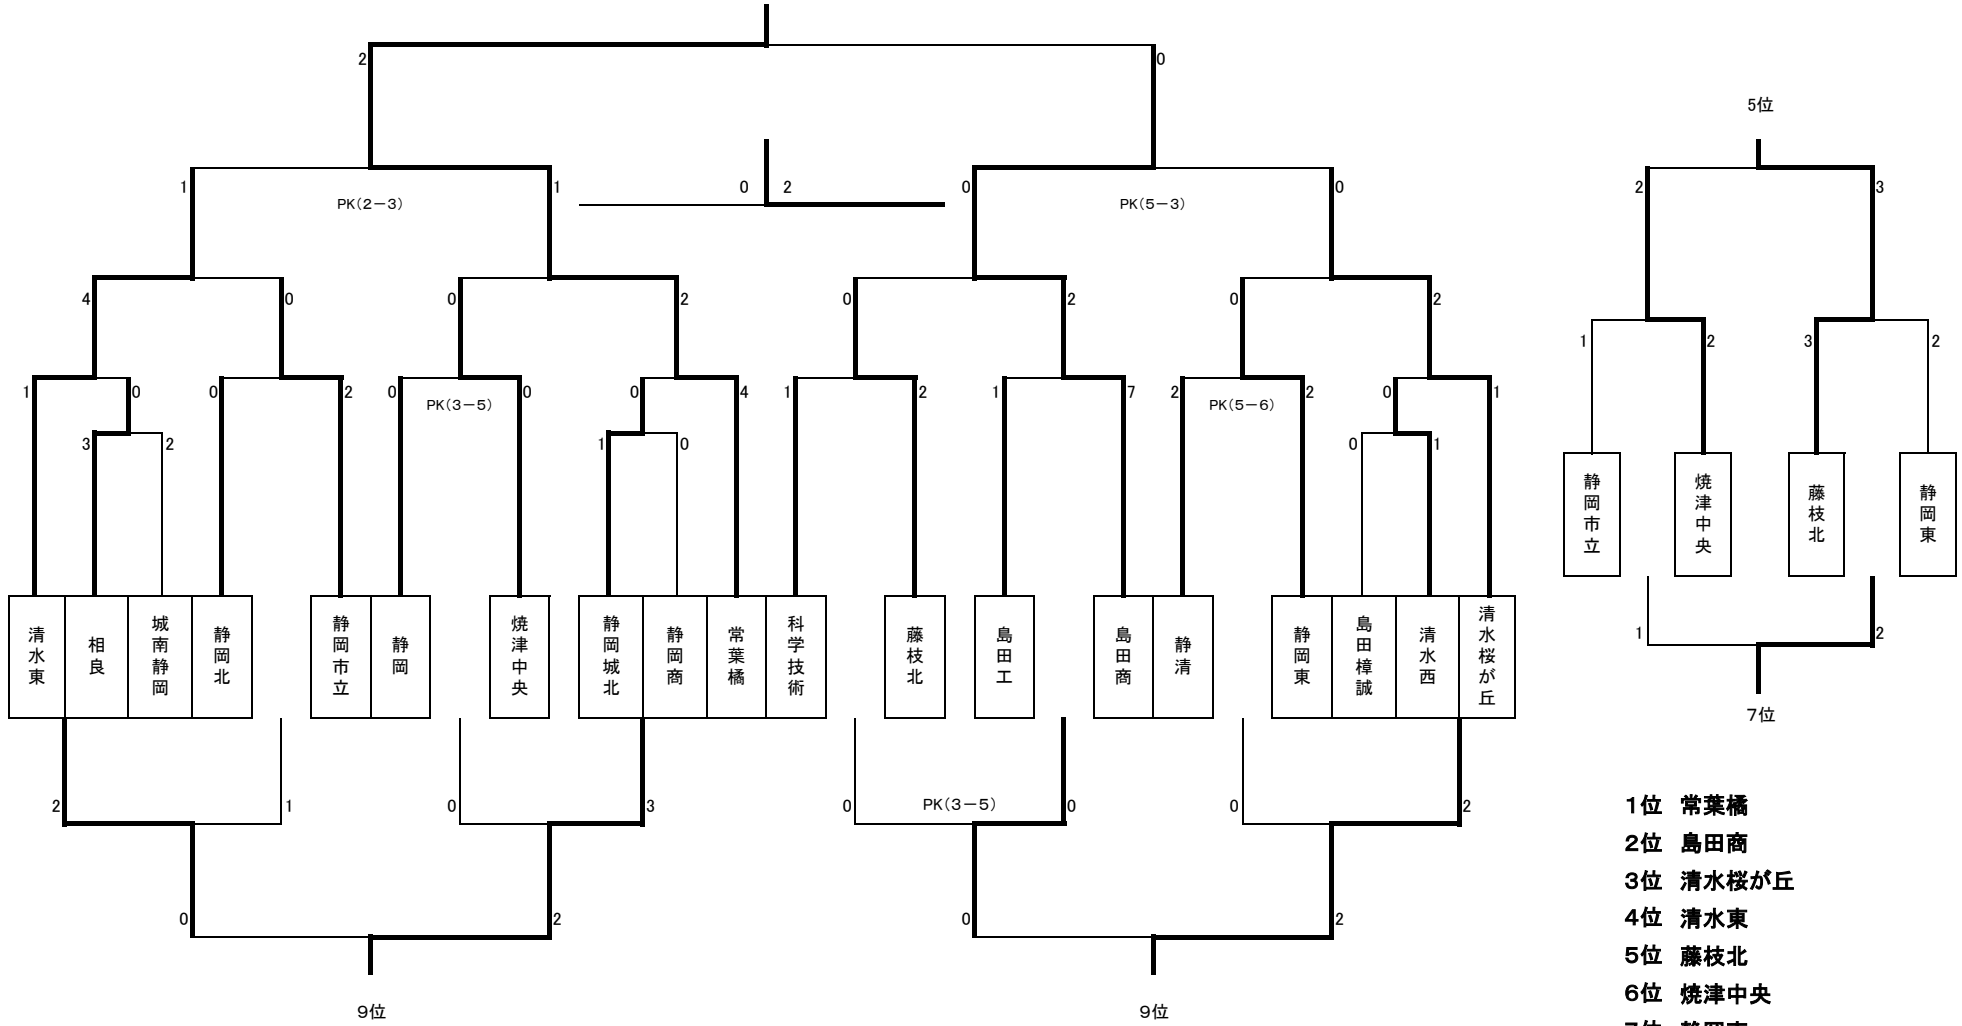 2 0
5位
1 1 0 2 0 0 2 3
PK(2－3) PK(5－3)
4 0 0 2 0 2 0 2
1 2 3 2
1 0 0 2 0 0 0 4 1 2 1 7 2 2 0 1
PK(3－5) PK(5－6)
3 2 1 0 0 1
静岡市立 焼津中央 藤枝北 静岡東
清水東 相良 城南静岡 静岡北 静岡市立 静岡 焼津中央 静岡城北 静岡商 常葉橘 科学技術 藤枝北 島田工 島田商 静清 静岡東 島田樟誠 清水西 清水桜が丘
1 2
7位
2 1 0 3 0 PK(3－5) 0 0 2
1位 常葉橘
2位 島田商
3位 清水桜が丘
4位 清水東
0 2 0 2
5位 藤枝北
6位 焼津中央
9位 9位